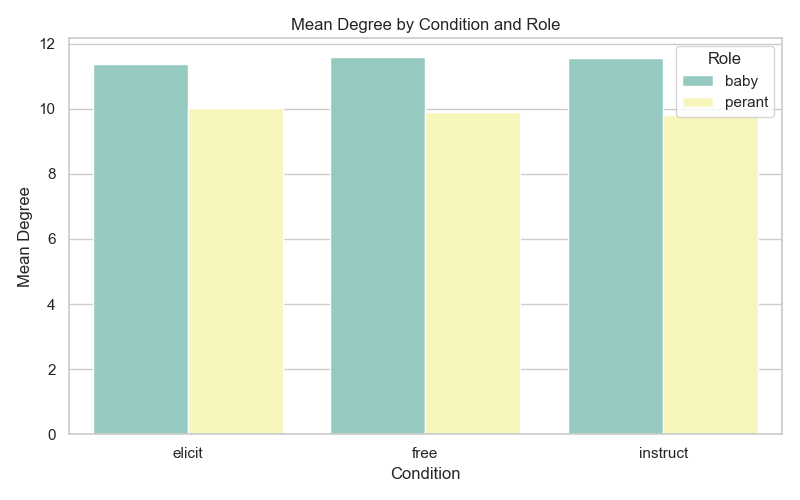 Mean Degree by Condition and Role
Role
baby
perant
12
10
8
6
4
2
0
Mean Degree
elicit
free
instruct
Condition